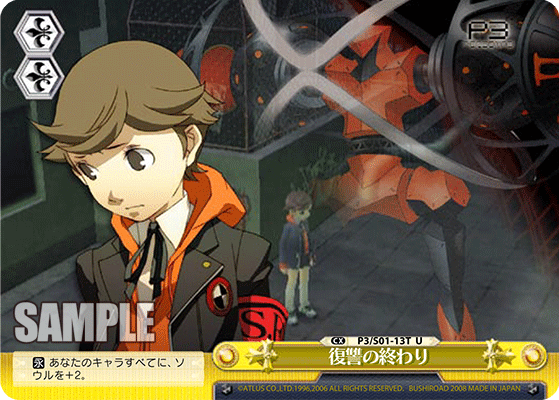 P3
SAMPLE
S.E
CX P3/S01-13T U
復讐の終わり
永 あなたのキャラすべてに、ソ
ウルを+2。
©ATLUS CO.,LTD.1996,2006 ALL RIGHTS RESERVED. BUSHIROAD 2008 MADE IN JAPAN